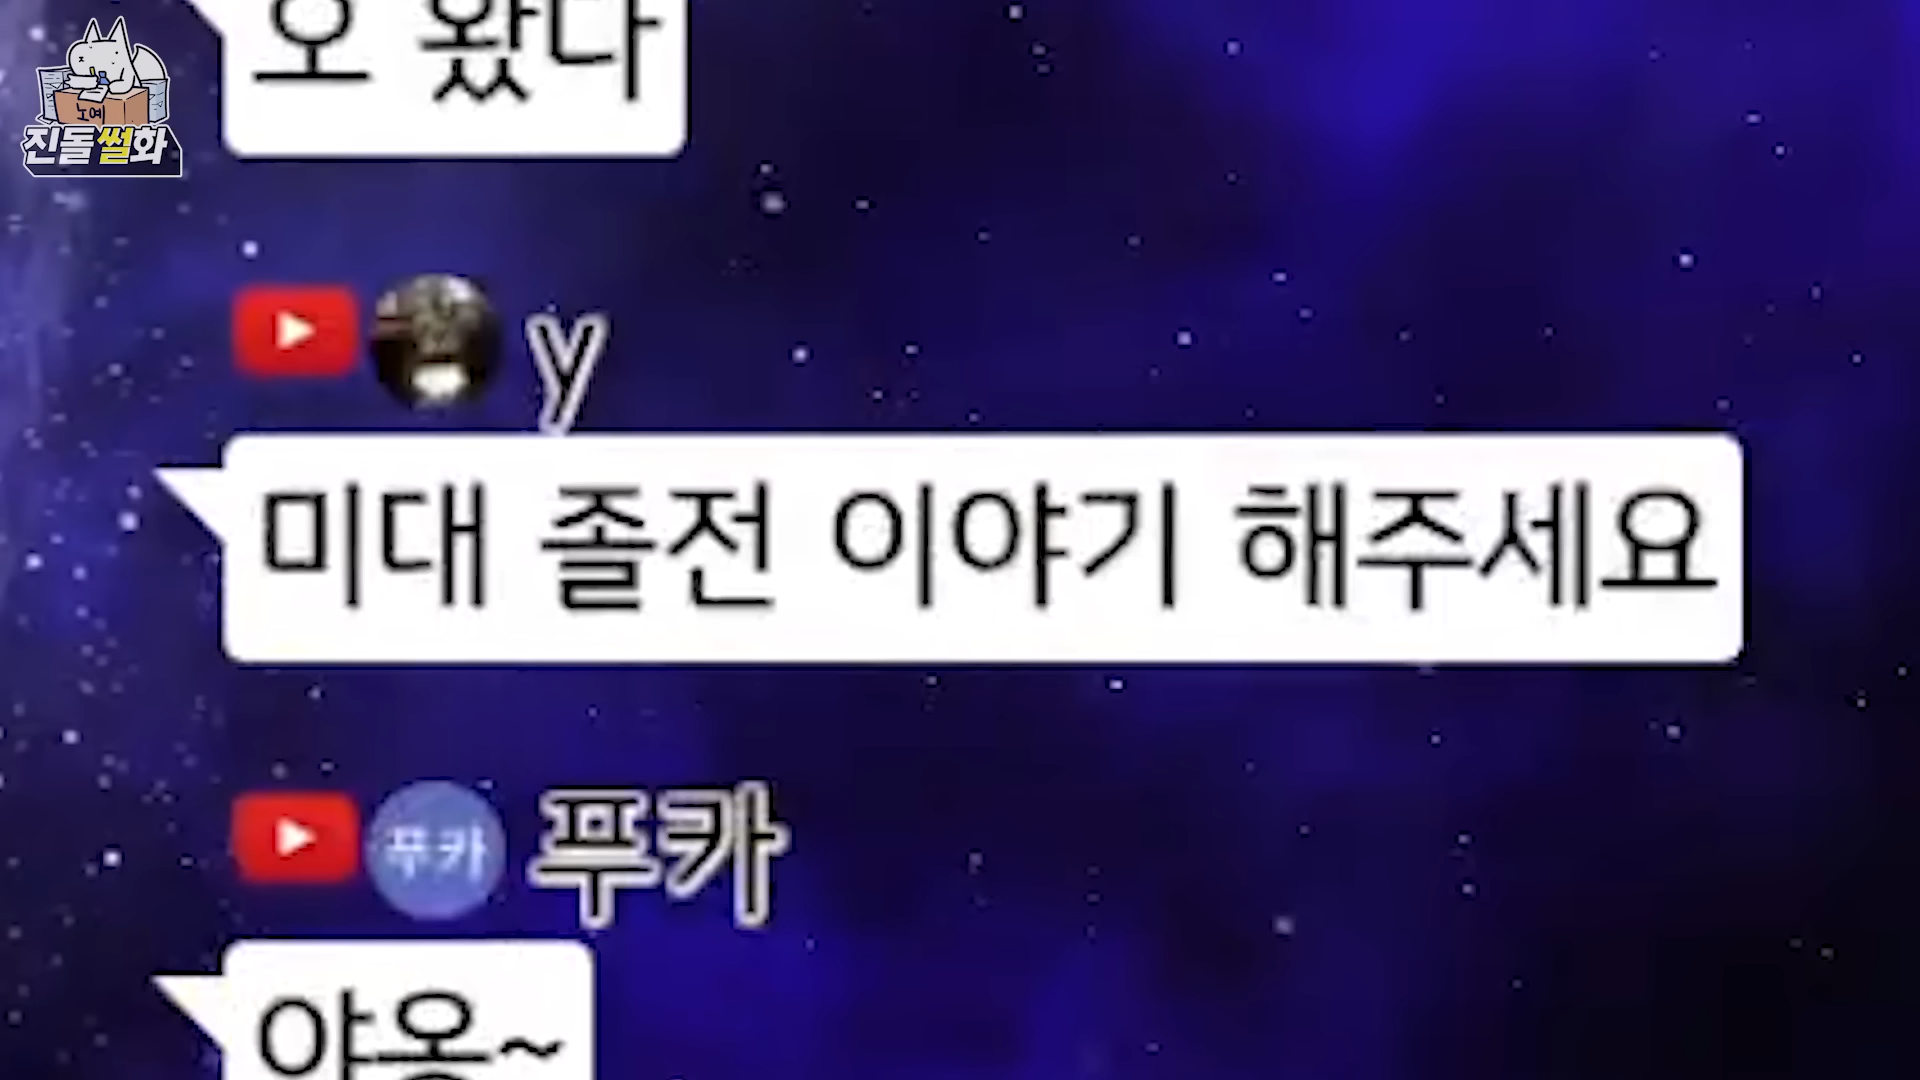 오 왔다
노예
진돌썰화
y
미대 졸전 이야기 해주세요
푸카
푸카
야옹~